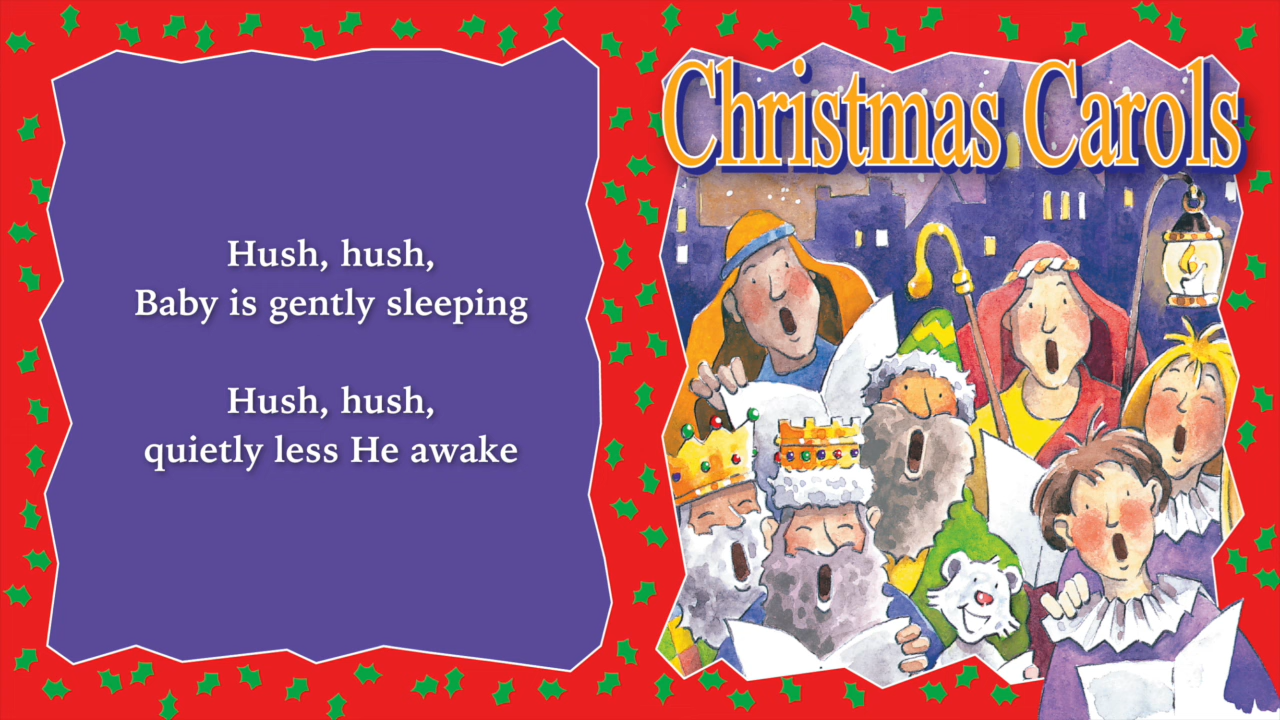 Hush, hush,
Baby is gently sleeping
Hush, hush,
quietly less He awake
Christmas Carols